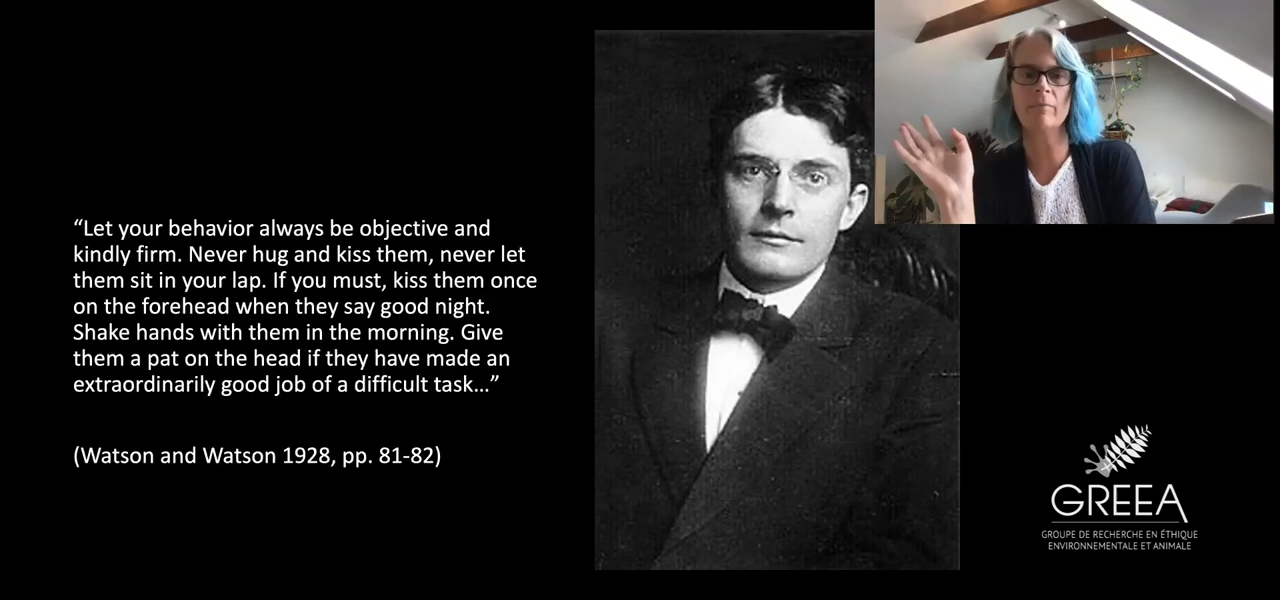 “Let your behavior always be objective and
kindly firm. Never hug and kiss them, never let
them sit in your lap. If you must, kiss them once
on the forehead when they say good night.
Shake hands with them in the morning. Give
them a pat on the head if they have made an
extraordinarily good job of a difficult task…”
(Watson and Watson 1928, pp. 81-82)
GREEA
GROUPE DE RECHERCHE EN ÉTHIQUE
ENVIRONNEMENTALE ET ANIMALE